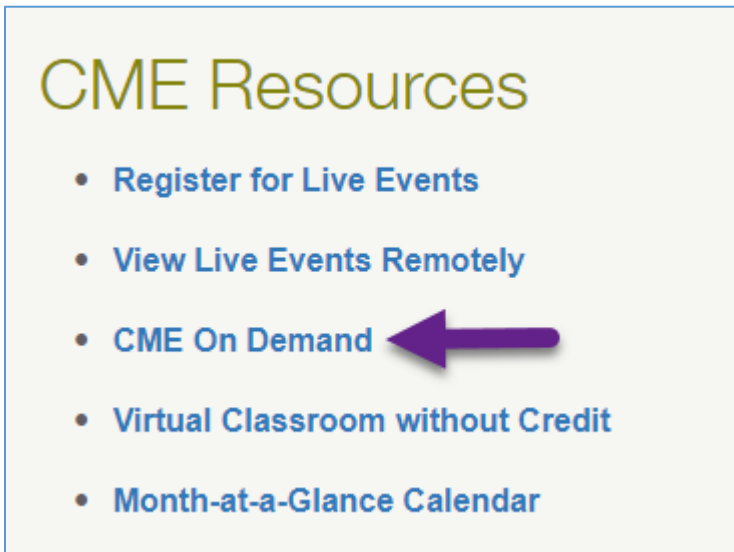 CME Resources
• Register for Live Events
• View Live Events Remotely
• CME On Demand
• Virtual Classroom without Credit
• Month-at-a-Glance Calendar